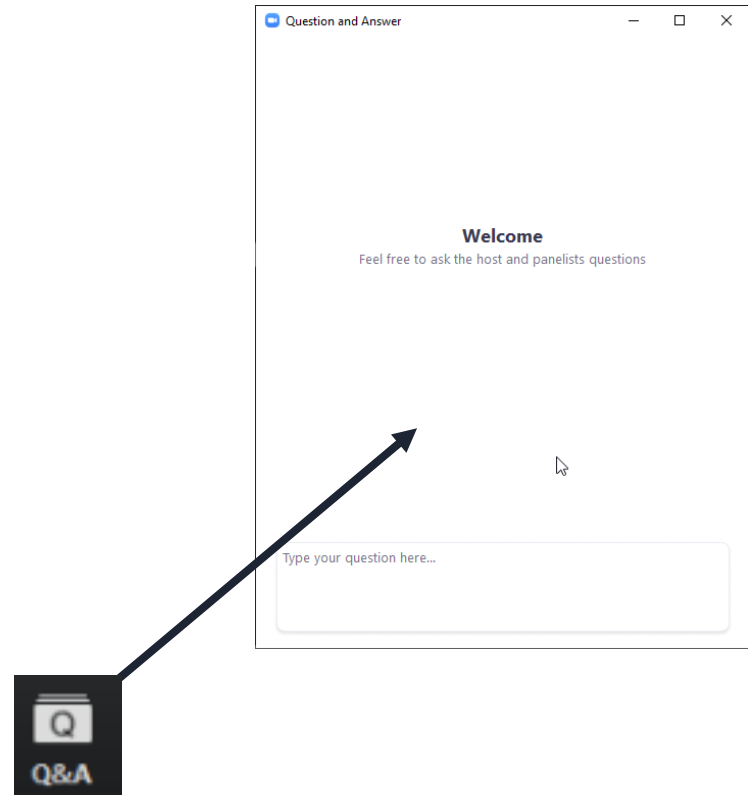 Question and Answer
Welcome
Feel free to ask the host and panelists questions
Type your question here...
Q
Q&A